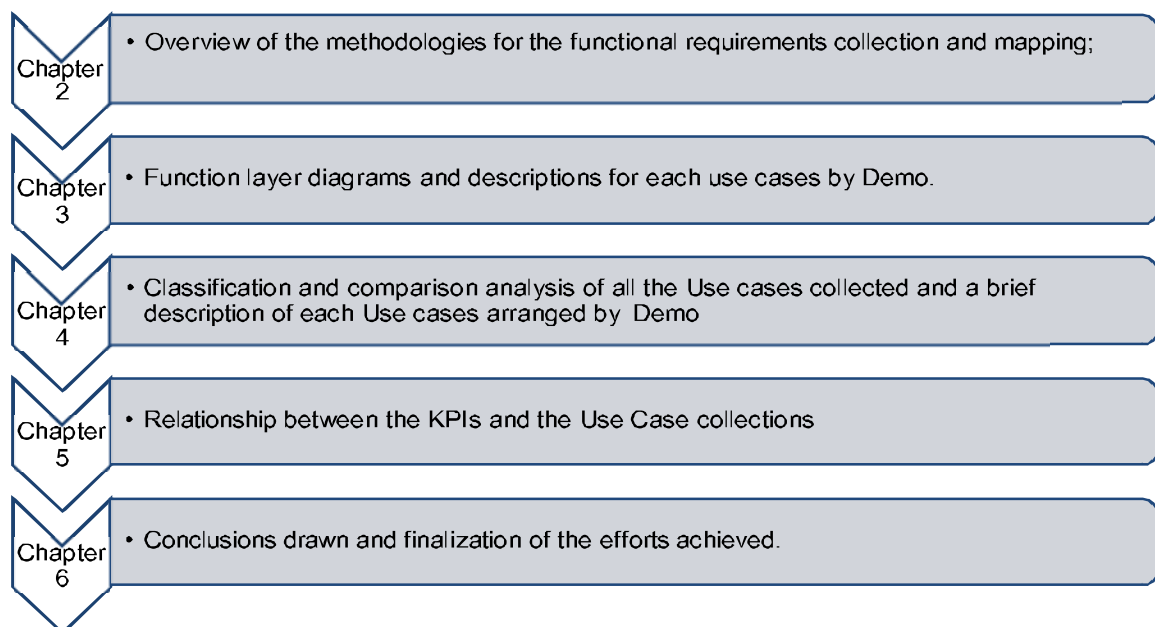 Chapter
2
• Overview of the methodologies for the functional requirements collection and mapping;
Chapter
3
• Function layer diagrams and descriptions for each use cases by Demo.
Chapter
4
• Classification and comparison analysis of all the Use cases collected and a brief
description of each Use cases arranged by Demo
Chapter
5
• Relationship between the KPIs and the Use Case collections
Chapter
6
• Conclusions drawn and finalization of the efforts achieved.